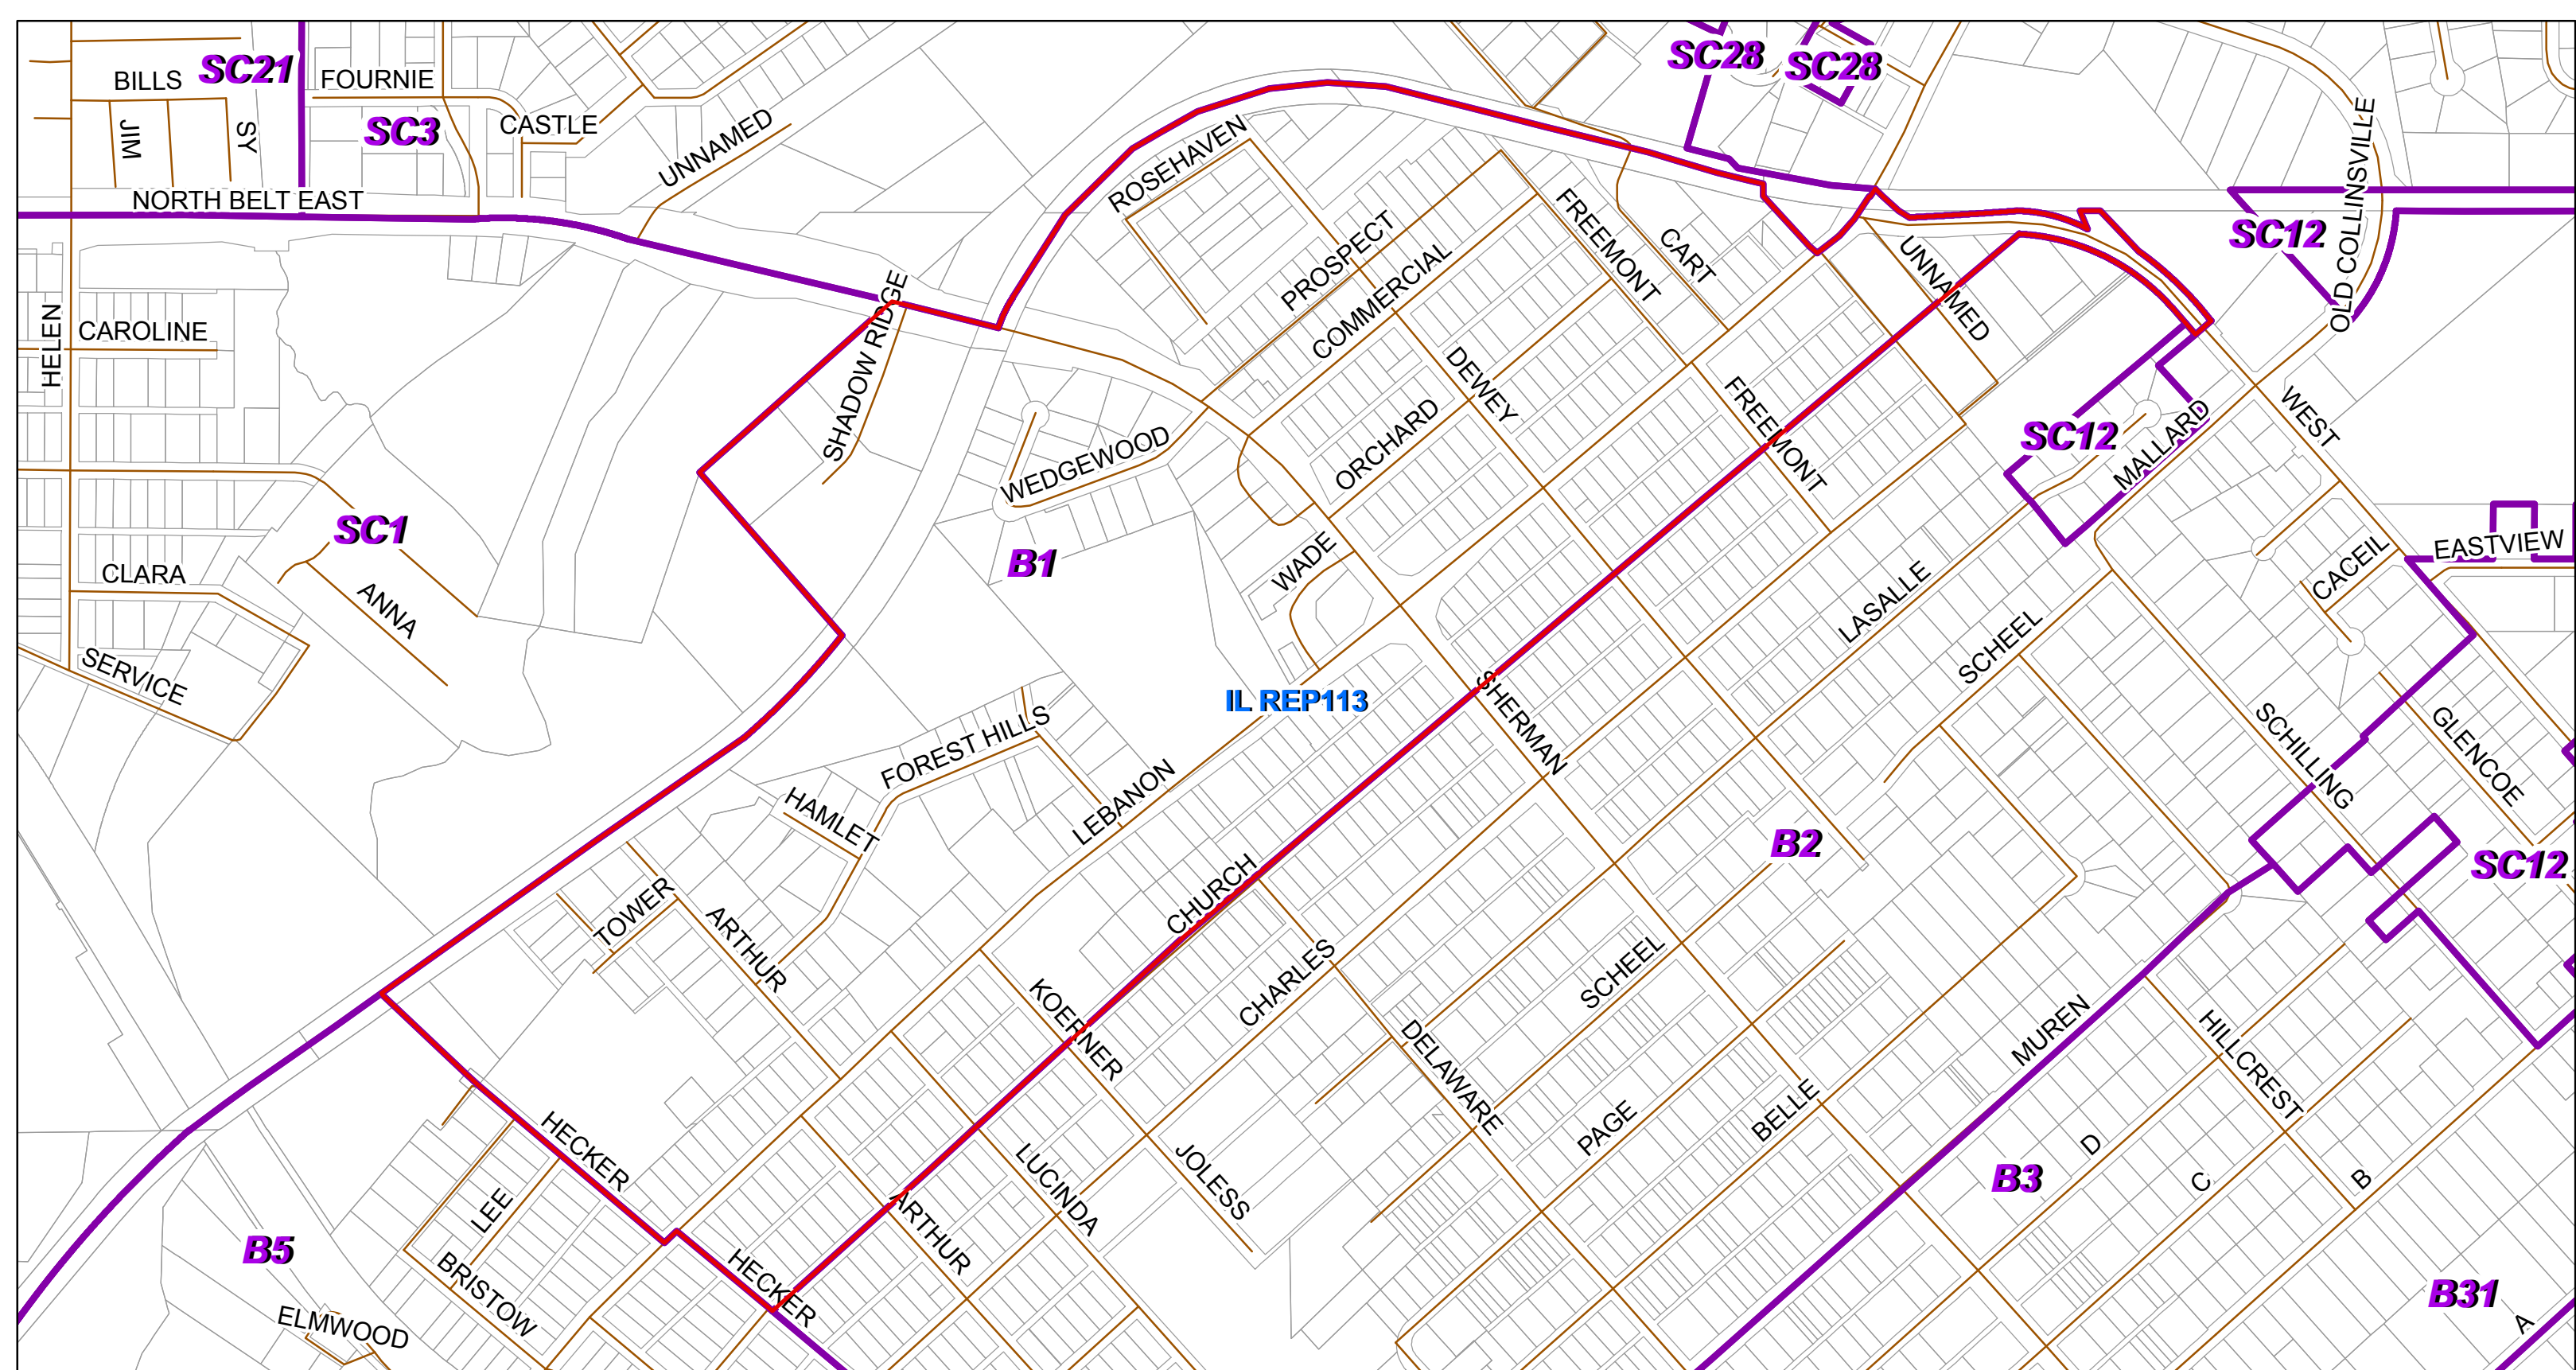 SC28
SC21
SC28
BILLS
FOURNIE
SC3
CASTLE
JIM
SY
UNNAMED
OLD COLLINSVILLE
ROSEHAVEN
NORTH BELT EAST
FREEMONT
CART
SC12
PROSPECT
COMMERCIAL
UNNAMED
SHADOW RIDGE
HELEN
CAROLINE
DEWEY
FREEMONT
WEST
ORCHARD
SC12
MALLARD
WEDGEWOOD
SC1
EASTVIEW
B1
WADE
CACEIL
CLARA
ANNA
LASALLE
SCHEEL
SERVICE
IL REP113
SHERMAN
FOREST HILLS
SCHILLING
GLENCOE
LEBANON
HAMLET
B2
SC12
CHURCH
TOWER
ARTHUR
CHARLES
SCHEEL
KOERNER
MUREN
DELAWARE
HILLCREST
PAGE
BELLE
HECKER
D
JOLESS
LUCINDA
B3
C
B
LEE
ARTHUR
B5
HECKER
BRISTOW
B31
ELMWOOD
A